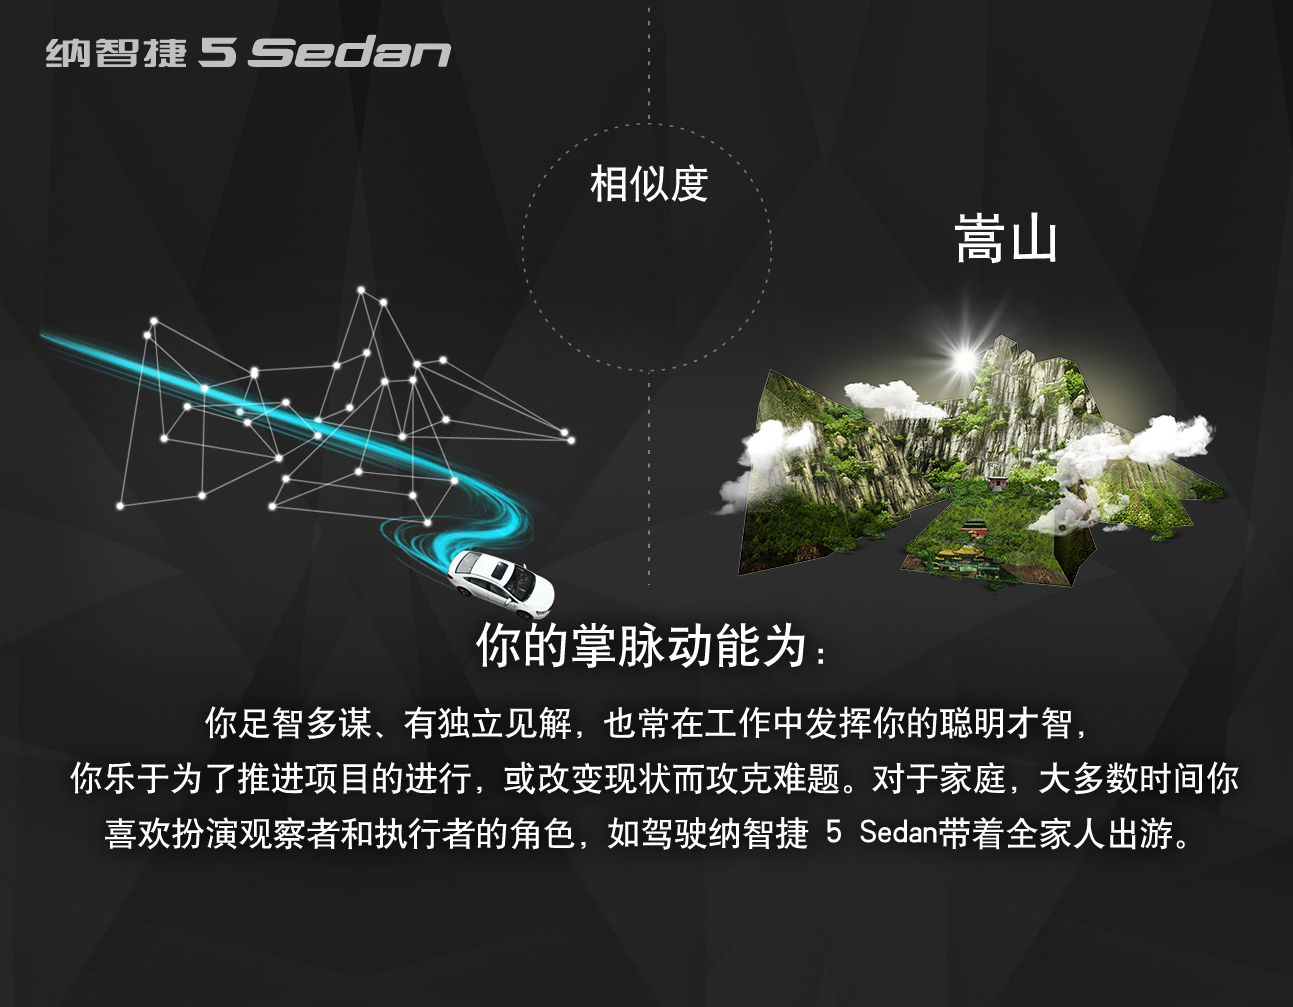 纳智捷 5 Sedan
相似度
嵩山
你的掌脉动能为：
你足智多谋、有独立见解，也常在工作中发挥你的聪明才智，
你乐于为了推进项目的进行，或改变现状而攻克难题。对于家庭，大多数时间你
喜欢扮演观察者和执行者的角色，如驾驶纳智捷 5 Sedan带着全家人出游。